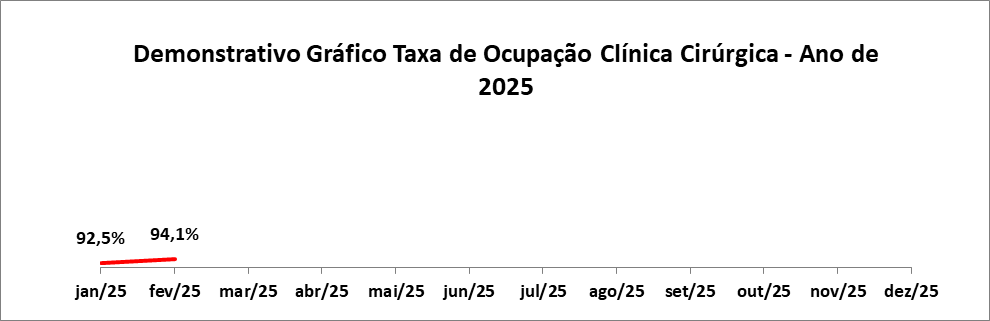 Demonstrativo Gráfico Taxa de Ocupação Clínica Cirúrgica - Ano de
2025
92,5% 94,1%
jan/25 fev/25 mar/25 abr/25 mai/25 jun/25 jul/25 ago/25 set/25 out/25 nov/25 dez/25